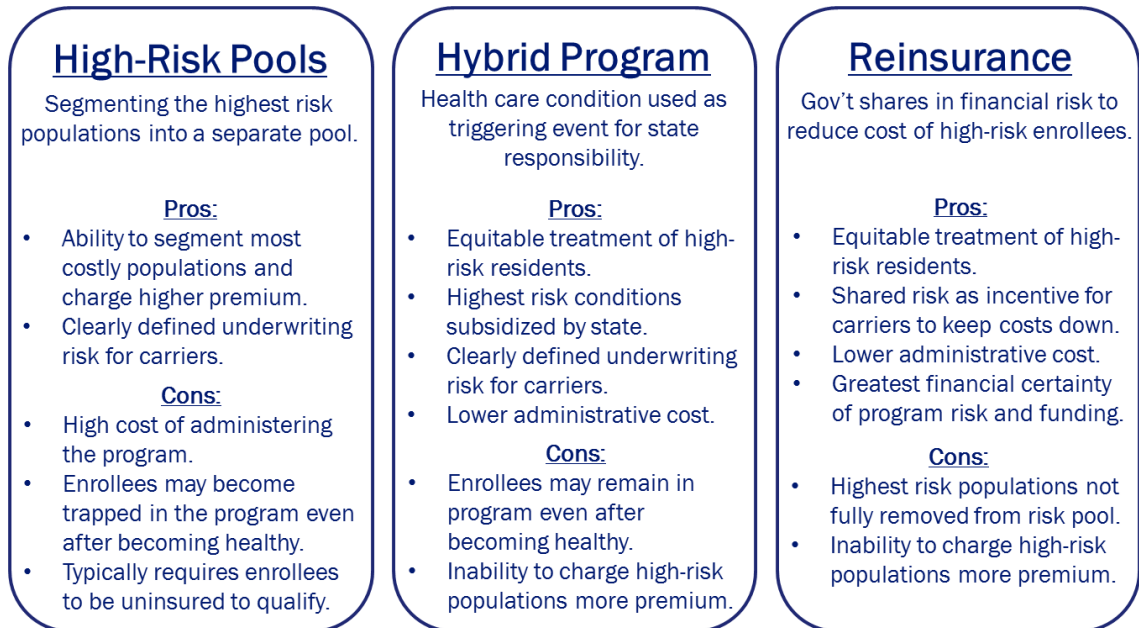 High-Risk Pools
Segmenting the highest risk
populations into a separate pool.
Pros:
• Ability to segment most
costly populations and
charge higher premium.
• Clearly defined underwriting
risk for carriers.
Cons:
• High cost of administering
the program.
• Enrollees may become
trapped in the program even
after becoming healthy.
• Typically requires enrollees
to be uninsured to qualify.
Hybrid Program
Health care condition used as
triggering event for state
responsibility.
Pros:
• Equitable treatment of high-
risk residents.
• Highest risk conditions
subsidized by state.
• Clearly defined underwriting
risk for carriers.
• Lower administrative cost.
Cons:
• Enrollees may remain in
program even after
becoming healthy.
• Inability to charge high-risk
populations more premium.
Reinsurance
Gov’t shares in financial risk to
reduce cost of high-risk enrollees.
Pros:
• Equitable treatment of high-
risk residents.
• Shared risk as incentive for
carriers to keep costs down.
• Lower administrative cost.
• Greatest financial certainty
of program risk and funding.
Cons:
• Highest risk populations not
fully removed from risk pool.
• Inability to charge high-risk
populations more premium.